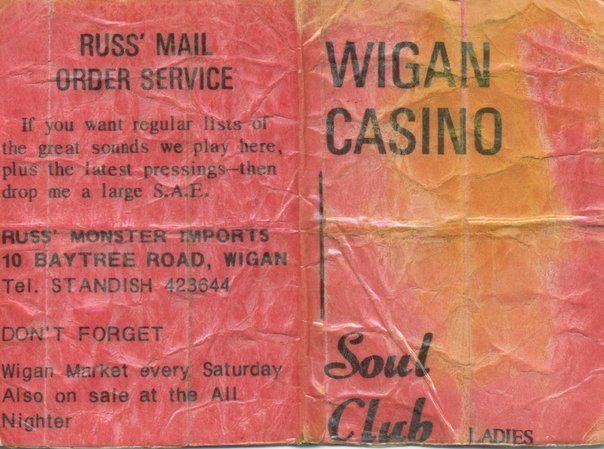 RUSS' MAIL
ORDER SERVICE
If you want regular lists of
the great sounds we play here,
plus the latest pressings—then
drop me a large S.A.E.
RUSS' MONSTER IMPORTS
10 BAYTREE ROAD, WIGAN
Tel. STANDISH 423644
DON'T FORGET
Wigan Market every Saturday
Also on sale at the All
Nighter
WIGAN
CASINO
Soul
Club
LADIES